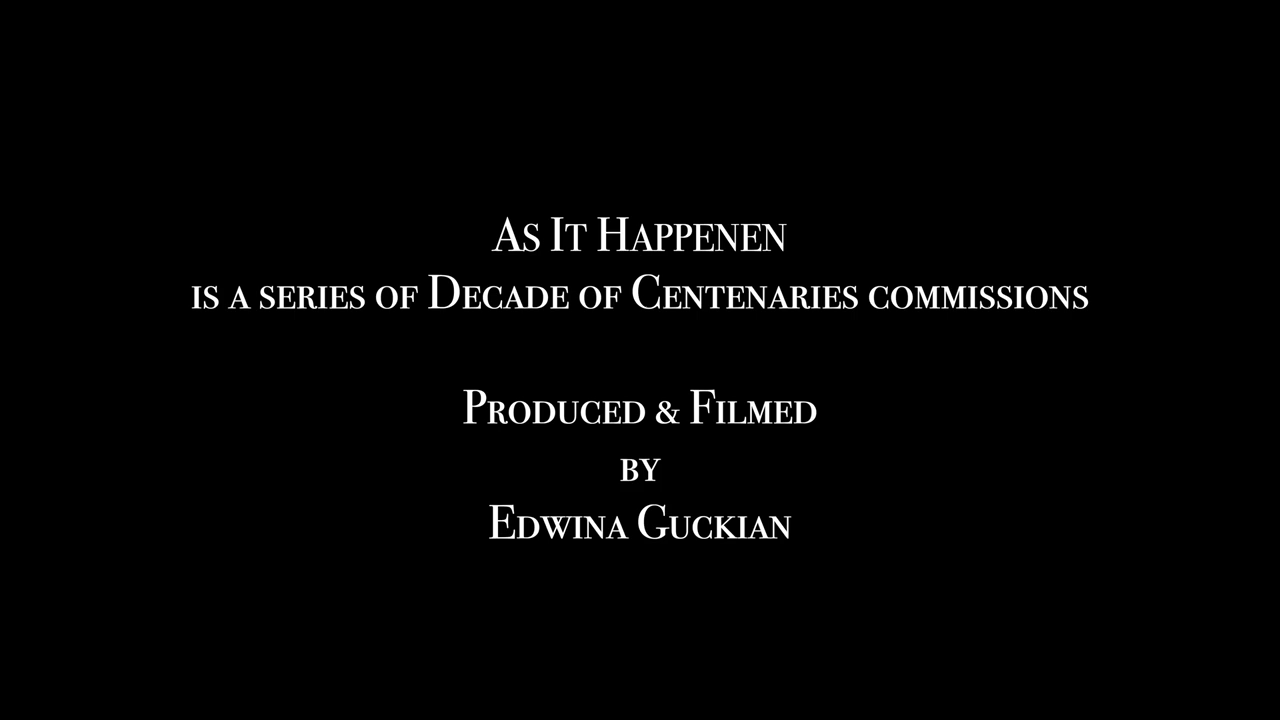 As It Happenen
is a series of Decade of Centenaries commissions
Produced & Filmed
by
Edwina Guckian